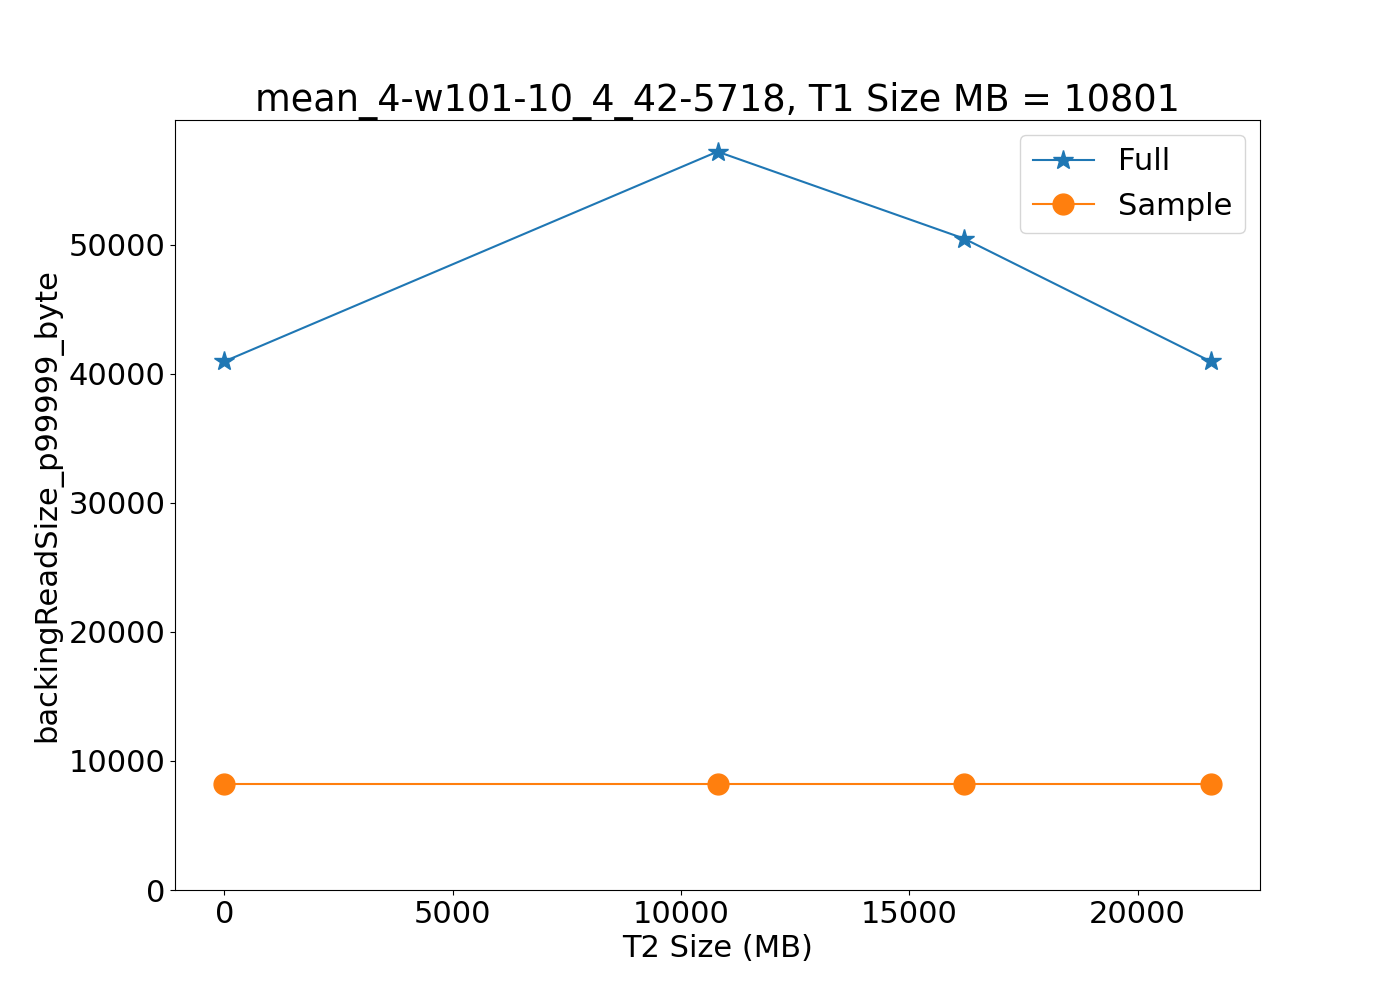 mean_4-w101-10_4_42-5718, T1 Size MB = 10801
Full
Sample
backingReadSize_p99999_byte
50000
40000
30000
20000
10000
0
0 5000 10000 15000 20000
T2 Size (MB)